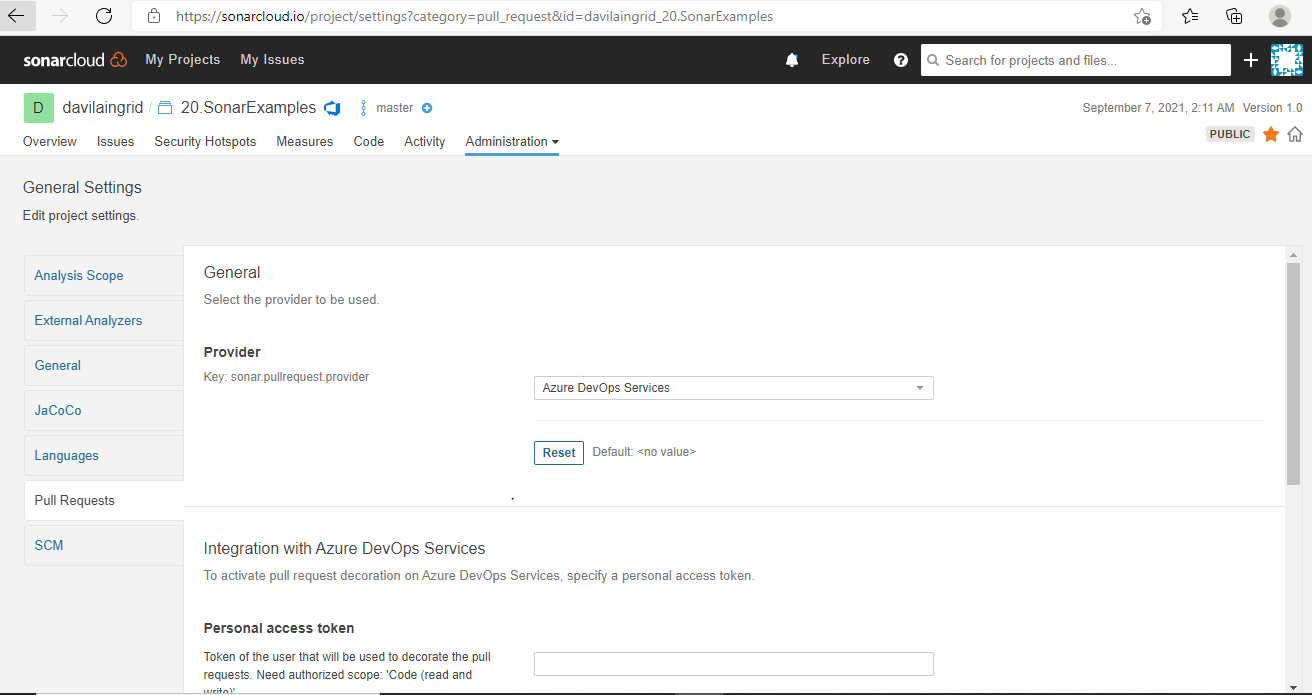 https://sonarcloud.io/project/settings?category=pull_request&id=davilaingrid_20.SonarExamples
sonarcloud My Projects My Issues Explore ? Search for projects and files...
D davilaingrid / 20.SonarExamples master September 7, 2021, 2:11 AM Version 1.0
Overview Issues Security Hotspots Measures Code Activity Administration PUBLIC
General Settings
Edit project settings.
Analysis Scope
External Analyzers
General
JaCoCo
Languages
Pull Requests
SCM
General
Select the provider to be used.
Provider
Key: sonar.pullrequest.provider
Azure DevOps Services
Reset Default: <no value>
Integration with Azure DevOps Services
To activate pull request decoration on Azure DevOps Services, specify a personal access token.
Personal access token
Token of the user that will be used to decorate the pull
requests. Need authorized scope: 'Code (read and
write)'